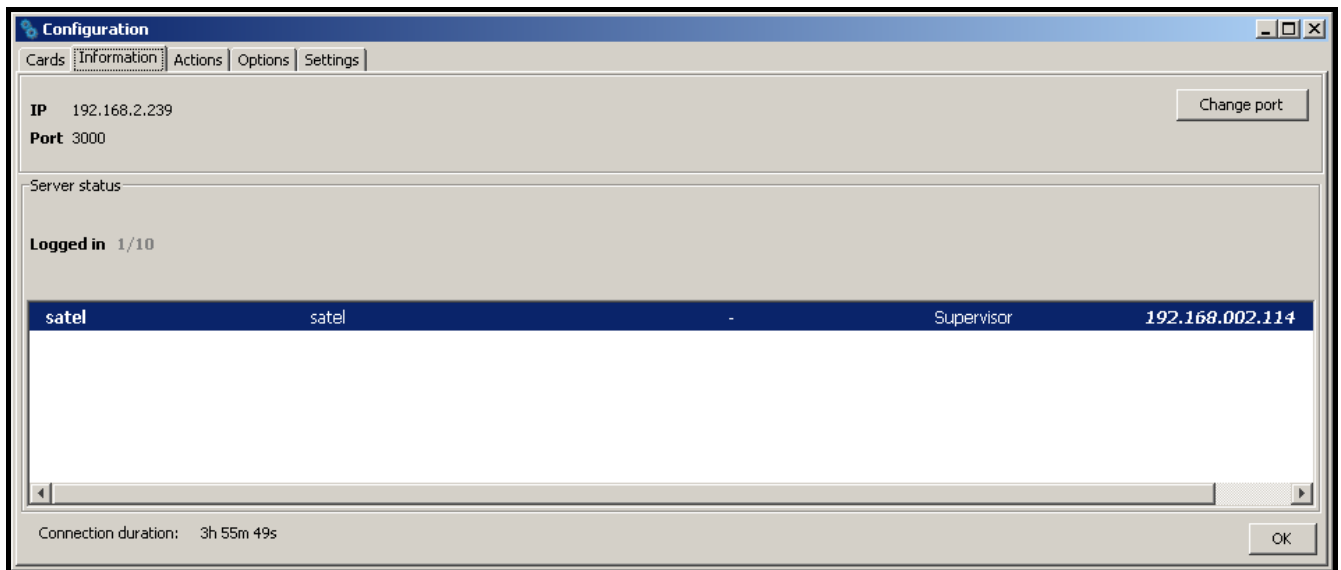 Configuration
Cards Information Actions Options Settings
IP 192.168.2.239
Change port
Port 3000
Server status
Logged in 1/10
satel satel - Supervisor 192.168.002.114
Connection duration: 3h 55m 49s
OK